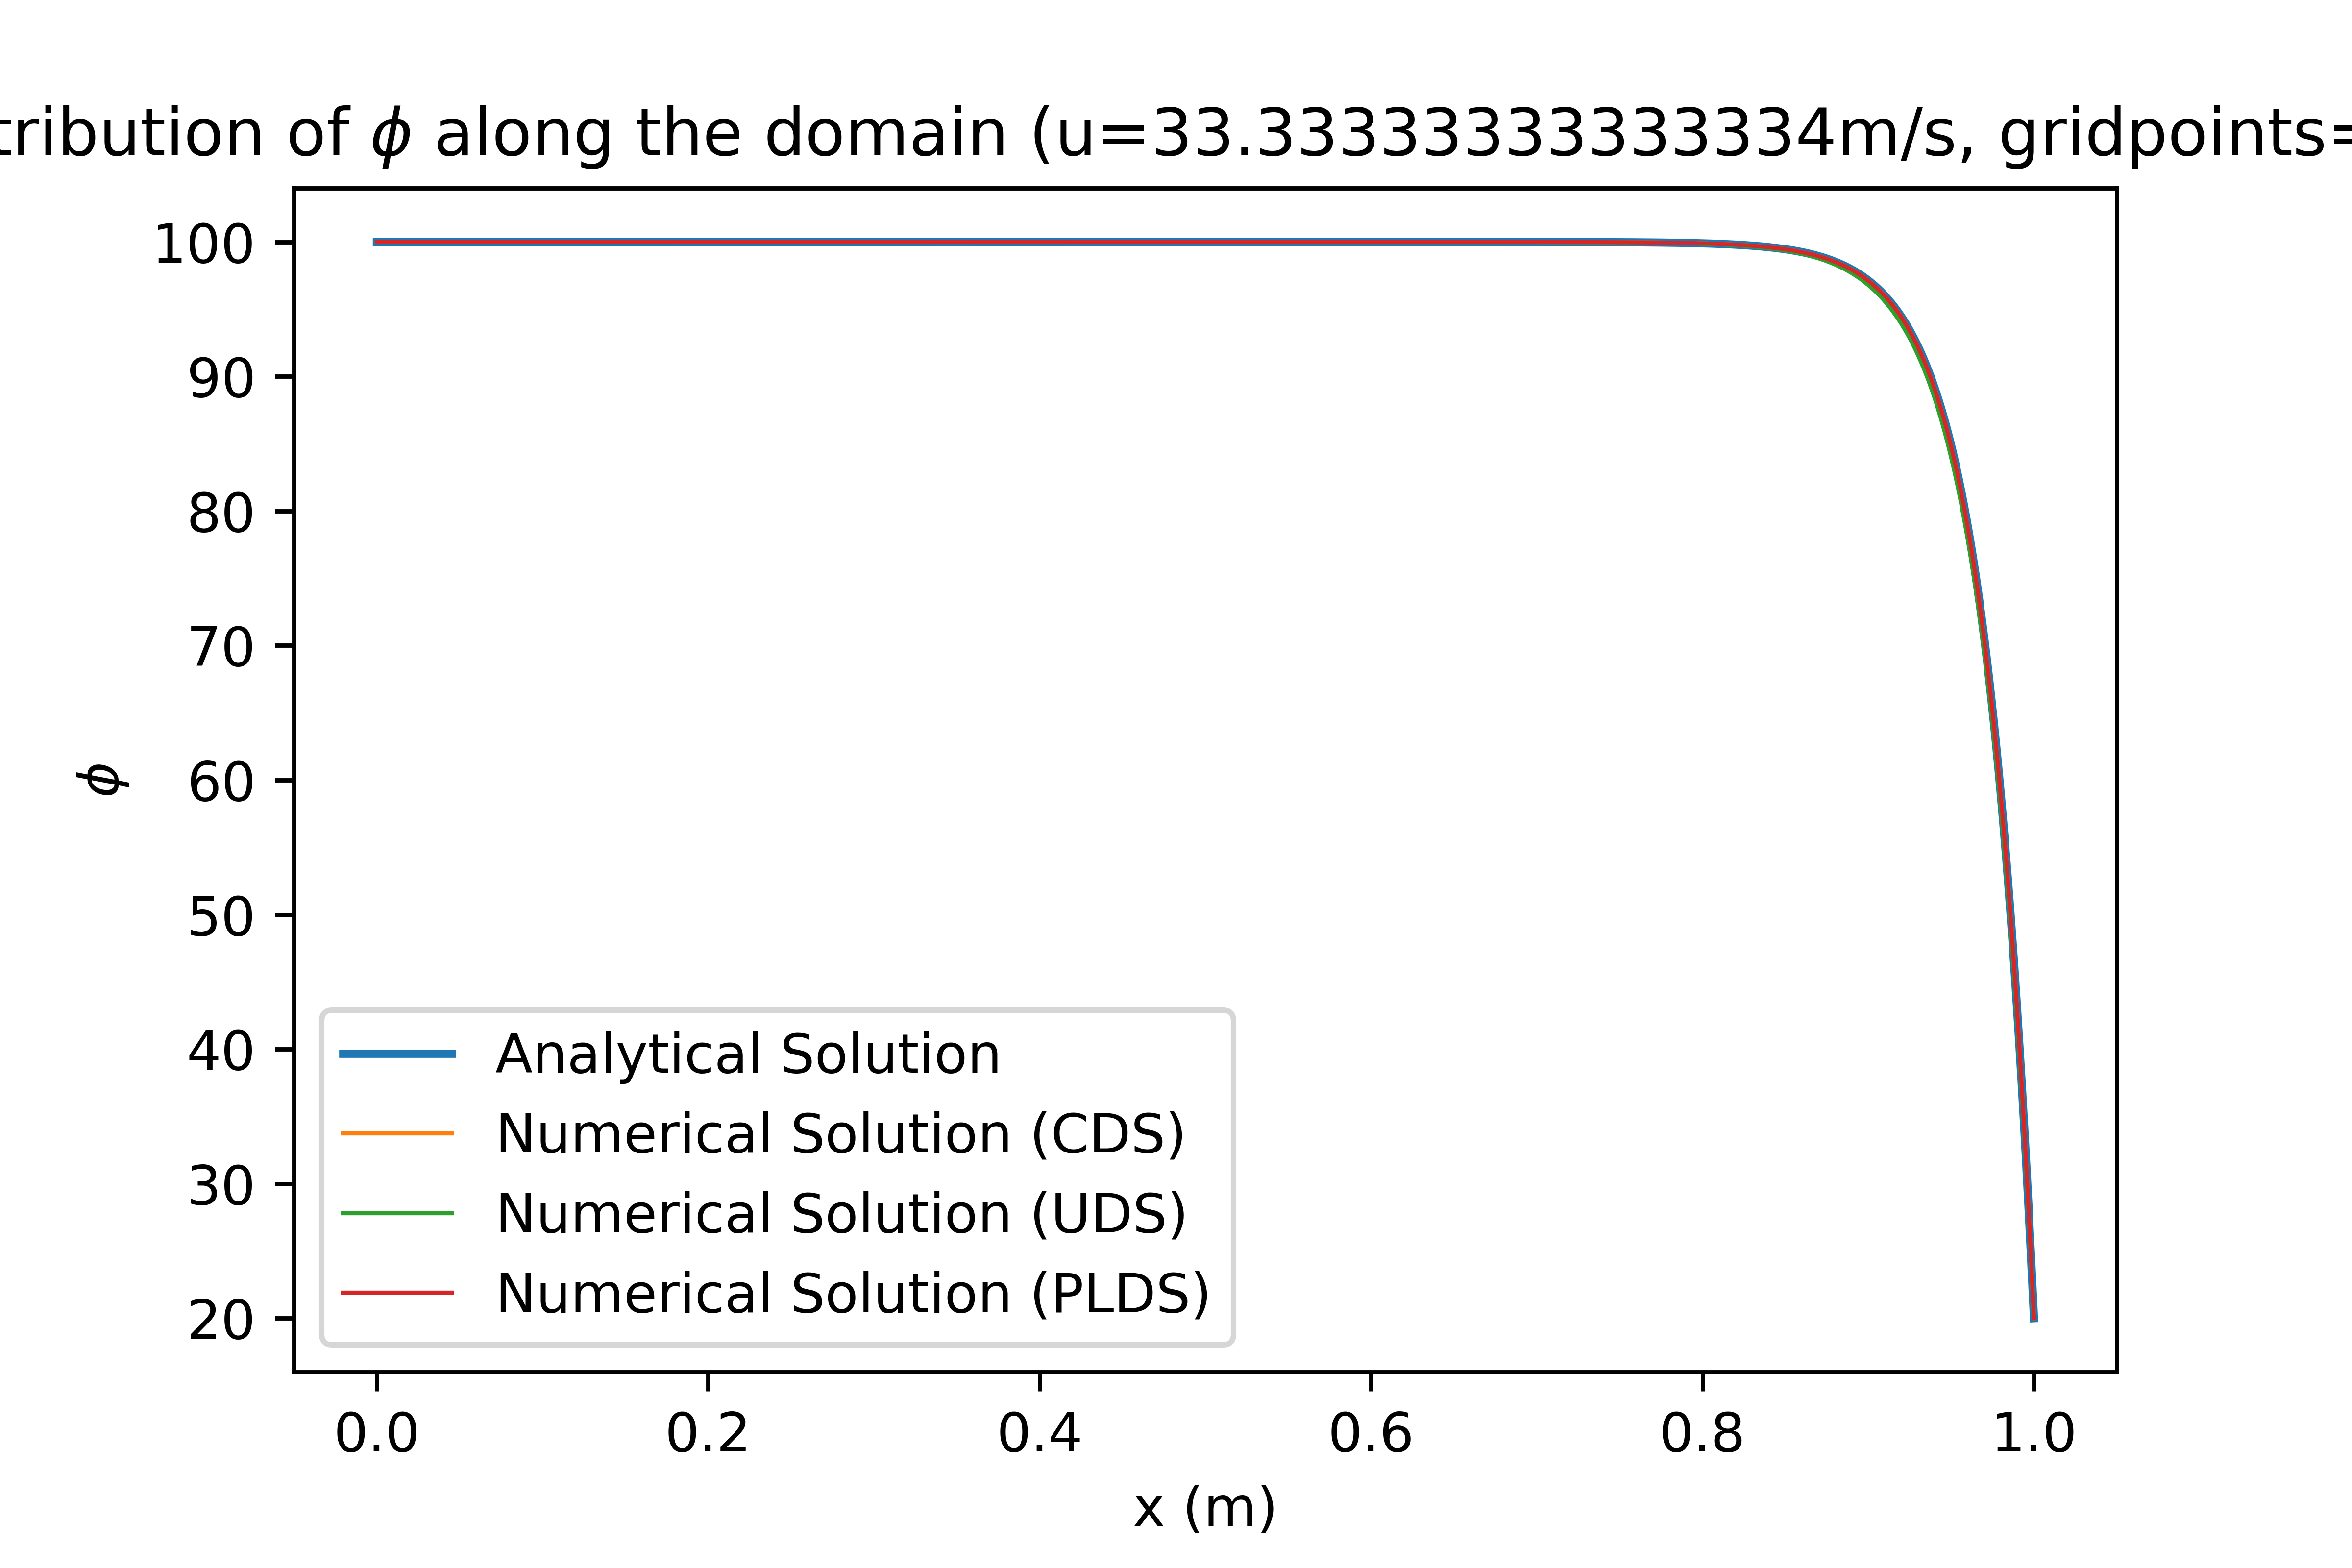 tribution of ϕ along the domain (u=33.33333333333334m/s, gridpoints=
100
90
80
70
60
50
40
30
20
ϕ
Analytical Solution
Numerical Solution (CDS)
Numerical Solution (UDS)
Numerical Solution (PLDS)
0.0 0.2 0.4 0.6 0.8 1.0
x (m)